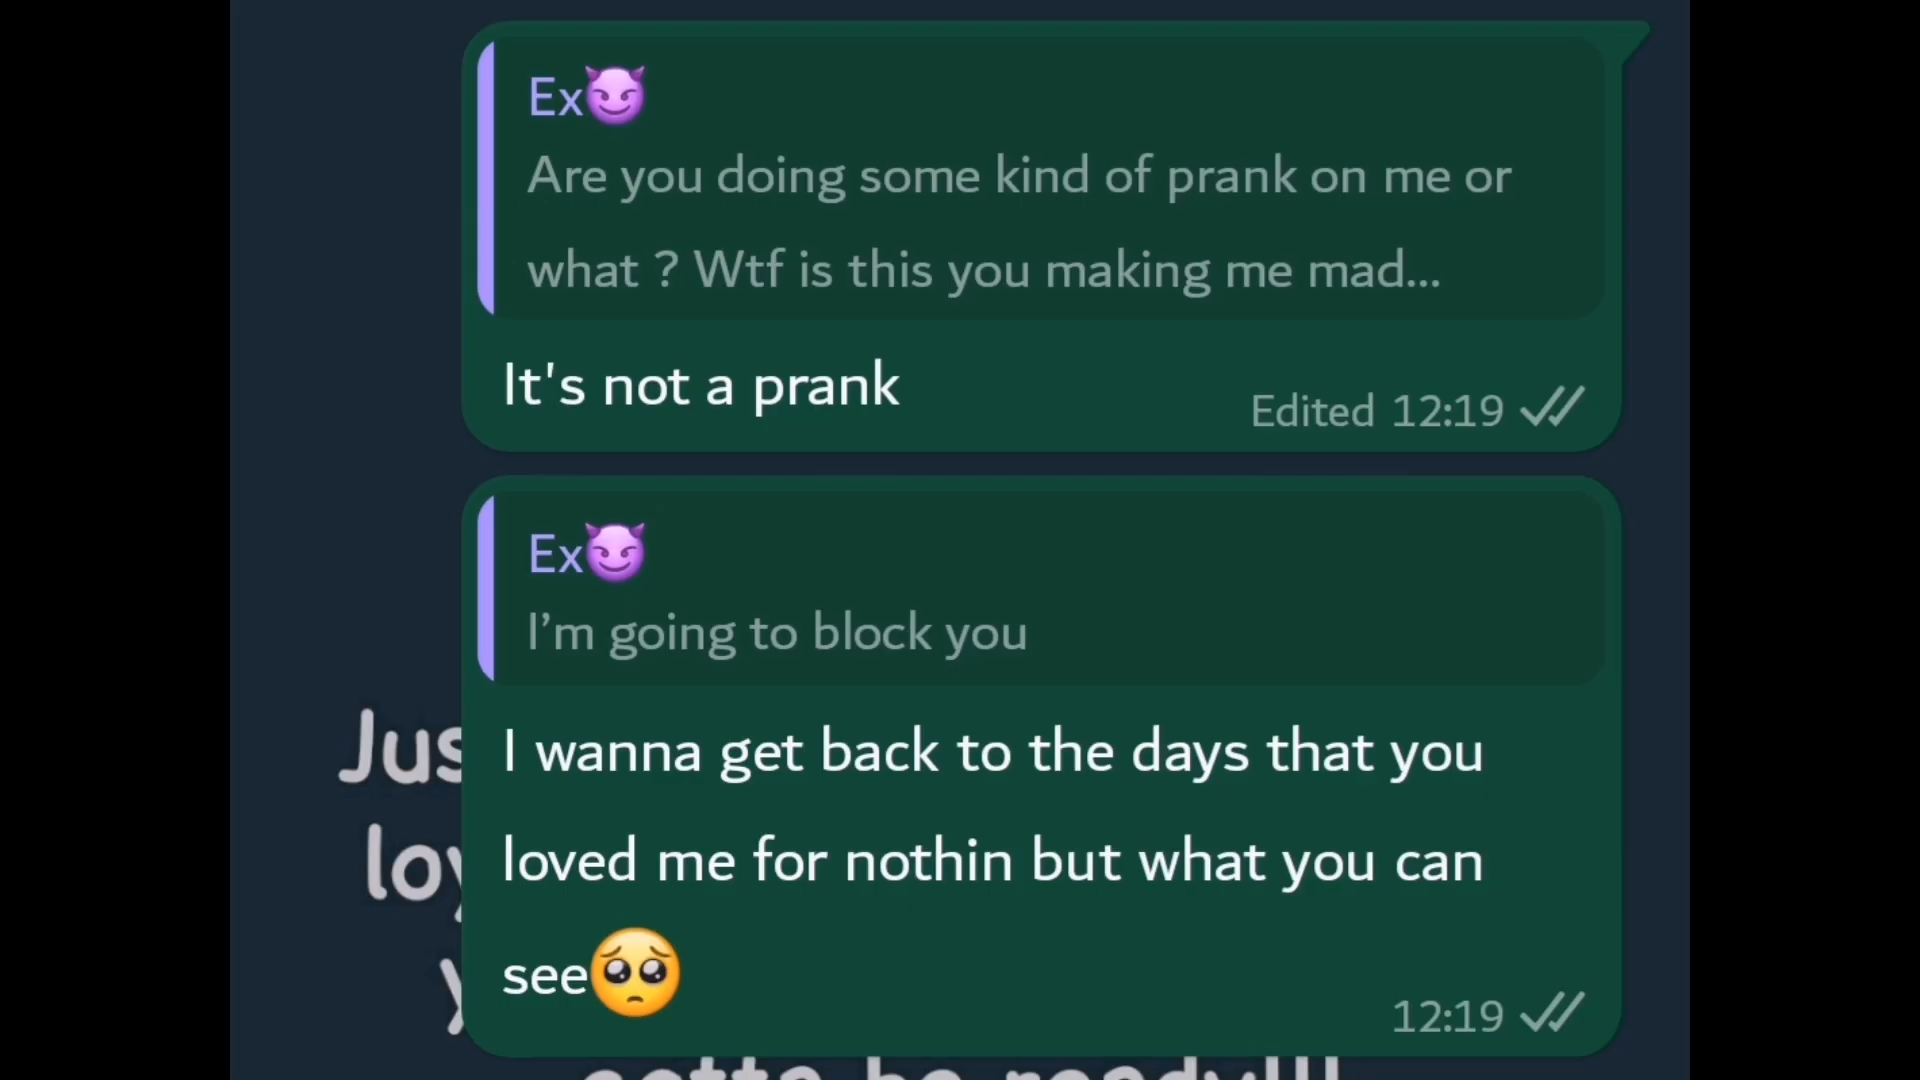 Ex😈
Are you doing some kind of prank on me or
what ? Wtf is this you making me mad...
It's not a prank
Edited 12:19
Ex😈
I’m going to block you
I wanna get back to the days that you
loved me for nothin but what you can
see🥺
12:19